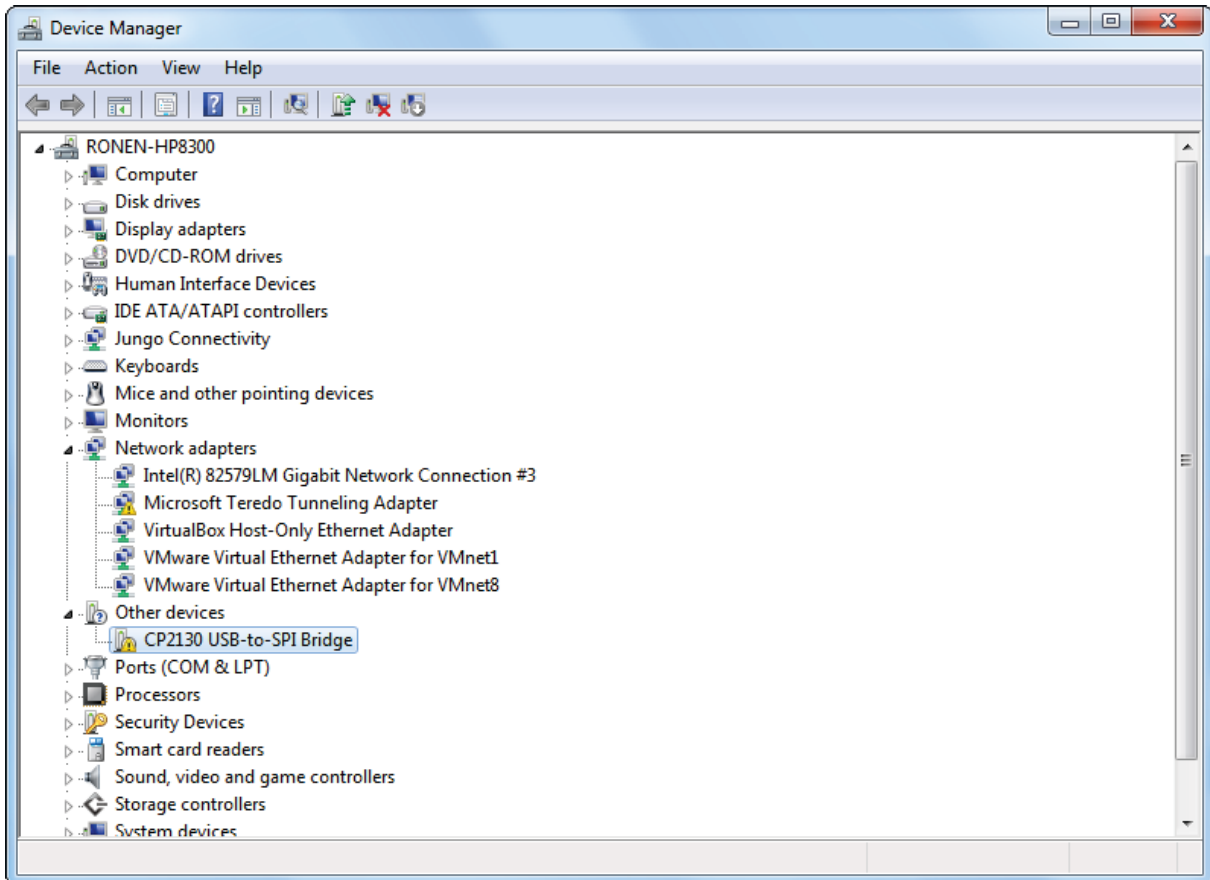 Device Manager
File Action View Help
RONEN-HP8300
Computer
Disk drives
Display adapters
DVD/CD-ROM drives
Human Interface Devices
IDE ATA/ATAPI controllers
Jungo Connectivity
Keyboards
Mice and other pointing devices
Monitors
Network adapters
Intel(R) 82579LM Gigabit Network Connection #3
Microsoft Teredo Tunneling Adapter
VirtualBox Host-Only Ethernet Adapter
VMware Virtual Ethernet Adapter for VMnet1
VMware Virtual Ethernet Adapter for VMnet8
Other devices
CP2130 USB-to-SPI Bridge
Ports (COM & LPT)
Processors
Security Devices
Smart card readers
Sound, video and game controllers
Storage controllers
System devices